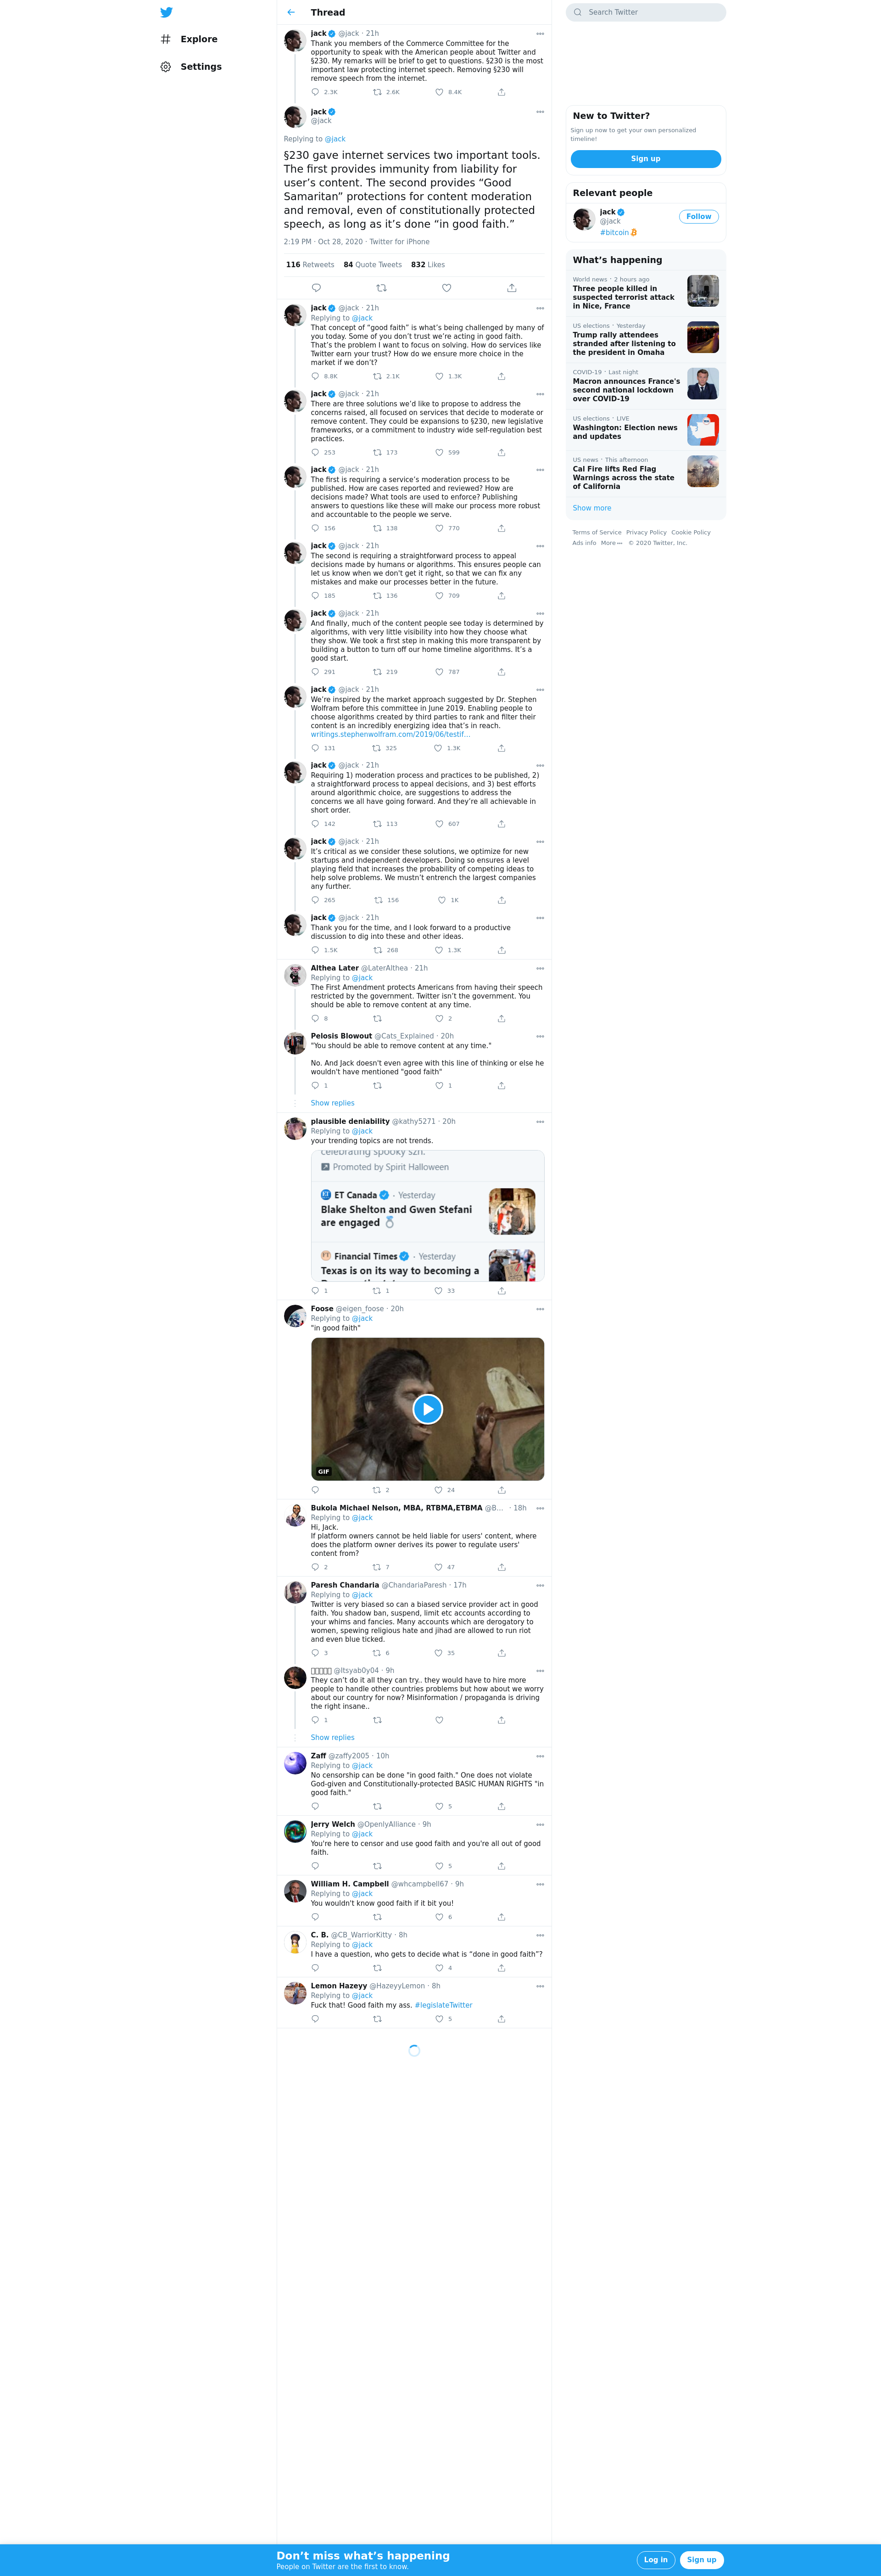 Explore
Settings
Thread
jack @jack · 21h
Thank you members of the Commerce Committee for the
opportunity to speak with the American people about Twitter and
§230. My remarks will be brief to get to questions. §230 is the most
important law protecting internet speech. Removing §230 will
remove speech from the internet.
2.3K 2.6K 8.4K
jack
@jack
Replying to @jack
§230 gave internet services two important tools.
The first provides immunity from liability for
user’s content. The second provides “Good
Samaritan” protections for content moderation
and removal, even of constitutionally protected
speech, as long as it’s done “in good faith.”
2:19 PM · Oct 28, 2020 · Twitter for iPhone
116 Retweets 84 Quote Tweets 832 Likes
jack @jack · 21h
Replying to @jack
That concept of “good faith” is what’s being challenged by many of
you today. Some of you don’t trust we’re acting in good faith.
That’s the problem I want to focus on solving. How do services like
Twitter earn your trust? How do we ensure more choice in the
market if we don’t?
8.8K 2.1K 1.3K
jack @jack · 21h
There are three solutions we’d like to propose to address the
concerns raised, all focused on services that decide to moderate or
remove content. They could be expansions to §230, new legislative
frameworks, or a commitment to industry wide self-regulation best
practices.
253 173 599
jack @jack · 21h
The first is requiring a service’s moderation process to be
published. How are cases reported and reviewed? How are
decisions made? What tools are used to enforce? Publishing
answers to questions like these will make our process more robust
and accountable to the people we serve.
156 138 770
jack @jack · 21h
The second is requiring a straightforward process to appeal
decisions made by humans or algorithms. This ensures people can
let us know when we don't get it right, so that we can fix any
mistakes and make our processes better in the future.
185 136 709
jack @jack · 21h
And finally, much of the content people see today is determined by
algorithms, with very little visibility into how they choose what
they show. We took a first step in making this more transparent by
building a button to turn off our home timeline algorithms. It’s a
good start.
291 219 787
jack @jack · 21h
We’re inspired by the market approach suggested by Dr. Stephen
Wolfram before this committee in June 2019. Enabling people to
choose algorithms created by third parties to rank and filter their
content is an incredibly energizing idea that’s in reach.
writings.stephenwolfram.com/2019/06/testif…
131 325 1.3K
jack @jack · 21h
Requiring 1) moderation process and practices to be published, 2)
a straightforward process to appeal decisions, and 3) best efforts
around algorithmic choice, are suggestions to address the
concerns we all have going forward. And they’re all achievable in
short order.
142 113 607
jack @jack · 21h
It’s critical as we consider these solutions, we optimize for new
startups and independent developers. Doing so ensures a level
playing field that increases the probability of competing ideas to
help solve problems. We mustn’t entrench the largest companies
any further.
265 156 1K
jack @jack · 21h
Thank you for the time, and I look forward to a productive
discussion to dig into these and other ideas.
1.5K 268 1.3K
Althea Later @LaterAlthea · 21h
Replying to @jack
The First Amendment protects Americans from having their speech
restricted by the government. Twitter isn’t the government. You
should be able to remove content at any time.
8 2
Pelosis Blowout @Cats_Explained · 20h
"You should be able to remove content at any time."
No. And Jack doesn't even agree with this line of thinking or else he
wouldn't have mentioned "good faith"
1 1
Show replies
plausible deniability @kathy5271 · 20h
Replying to @jack
your trending topics are not trends.
celebrating spooky szn.
Promoted by Spirit Halloween
ET Canada · Yesterday
Blake Shelton and Gwen Stefani
are engaged
Financial Times · Yesterday
Texas is on its way to becoming a
1 1 33
Foose @eigen_foose · 20h
Replying to @jack
"in good faith"
GIF
2 24
Bukola Michael Nelson, MBA, RTBMA,ETBMA @B… · 18h
Replying to @jack
Hi, Jack.
If platform owners cannot be held liable for users' content, where
does the platform owner derives its power to regulate users'
content from?
2 7 47
Paresh Chandaria @ChandariaParesh · 17h
Replying to @jack
Twitter is very biased so can a biased service provider act in good
faith. You shadow ban, suspend, limit etc accounts according to
your whims and fancies. Many accounts which are derogatory to
women, spewing religious hate and jihad are allowed to run riot
and even blue ticked.
3 6 35
@Itsyab0y04 · 9h
They can’t do it all they can try.. they would have to hire more
people to handle other countries problems but how about we worry
about our country for now? Misinformation / propaganda is driving
the right insane..
1
Show replies
Zaff @zaffy2005 · 10h
Replying to @jack
No censorship can be done "in good faith." One does not violate
God-given and Constitutionally-protected BASIC HUMAN RIGHTS "in
good faith."
5
Jerry Welch @OpenlyAlliance · 9h
Replying to @jack
You're here to censor and use good faith and you're all out of good
faith.
5
William H. Campbell @whcampbell67 · 9h
Replying to @jack
You wouldn't know good faith if it bit you!
6
C. B. @CB_WarriorKitty · 8h
Replying to @jack
I have a question, who gets to decide what is “done in good faith”?
4
Lemon Hazeyy @HazeyyLemon · 8h
Replying to @jack
Fuck that! Good faith my ass. #legislateTwitter
5
Search Twitter
New to Twitter?
Sign up now to get your own personalized
timeline!
Sign up
Relevant people
jack
@jack
Follow
#bitcoin
What’s happening
World news · 2 hours ago
Three people killed in
suspected terrorist attack
in Nice, France
US elections · Yesterday
Trump rally attendees
stranded after listening to
the president in Omaha
COVID-19 · Last night
Macron announces France's
second national lockdown
over COVID-19
US elections · LIVE
Washington: Election news
and updates
US news · This afternoon
Cal Fire lifts Red Flag
Warnings across the state
of California
Show more
Terms of Service Privacy Policy Cookie Policy
Ads info More © 2020 Twitter, Inc.
Don’t miss what’s happening
People on Twitter are the first to know.
Log in Sign up